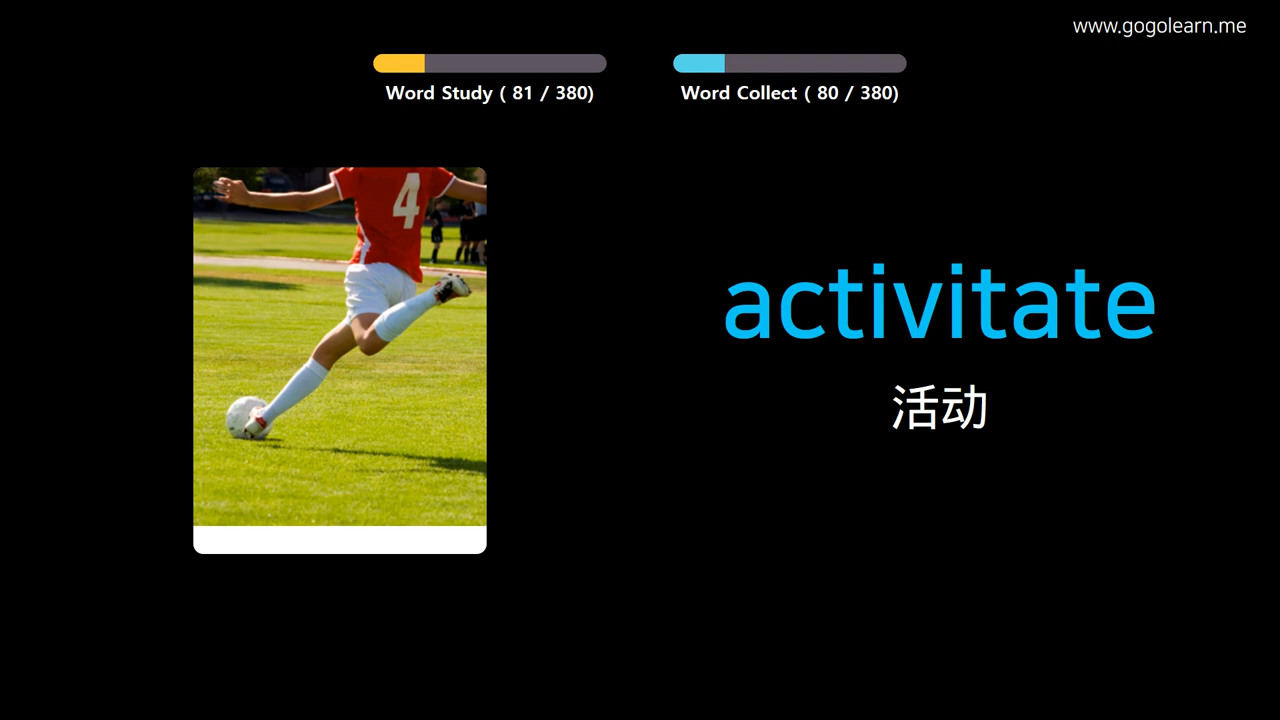 www.gogolearn.me
Word Study ( 81 / 380)
Word Collect ( 80 / 380)
4
activitate
活动